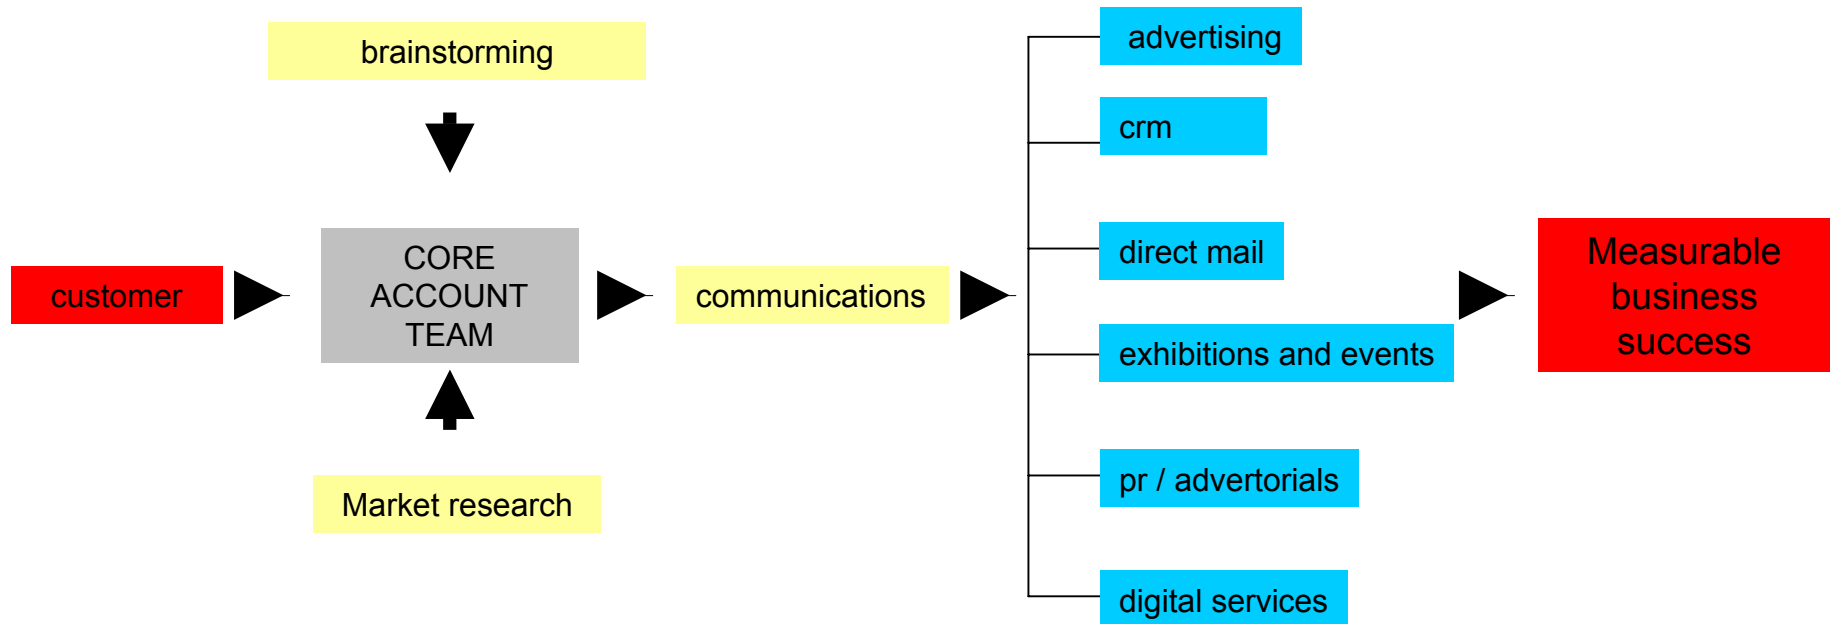 brainstorming
customer
CORE
ACCOUNT
TEAM
Market research
communications
advertising
crm
direct mail
exhibitions and events
pr / advertorials
digital services
Measurable
business
success